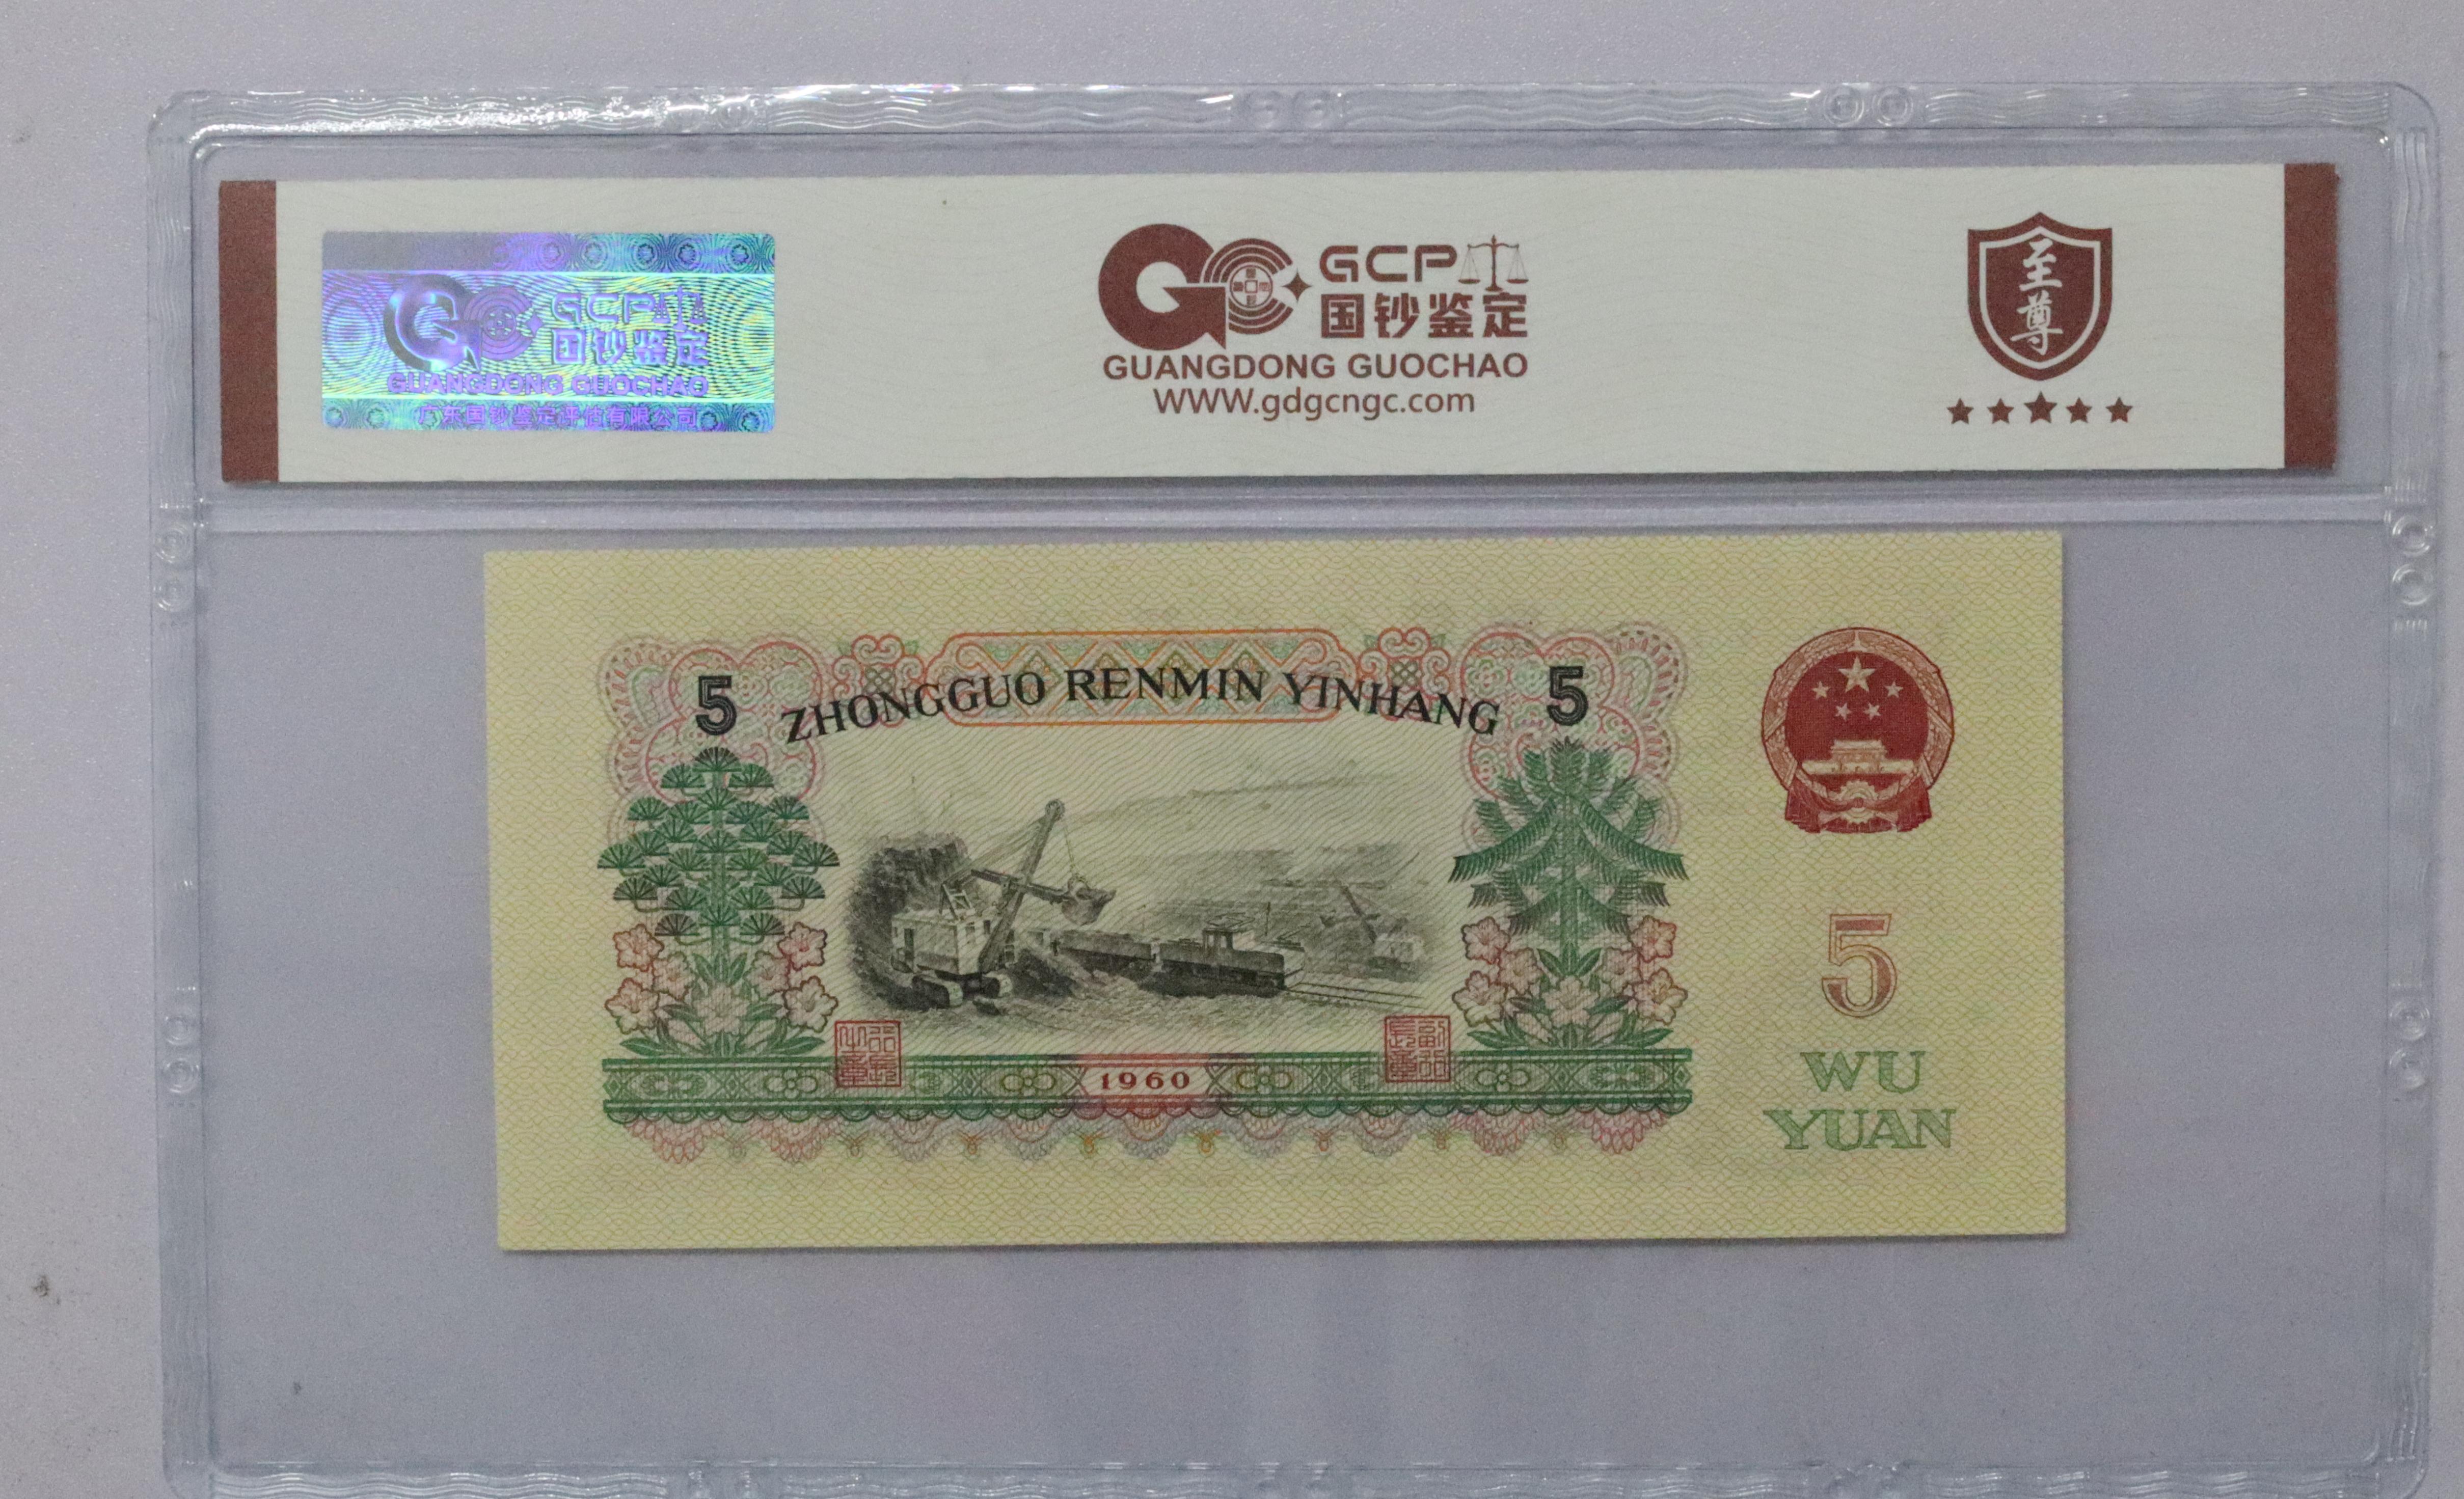 GCP
国钞鉴定
GUANGDONG GUOCHAO
广东国钞鉴定评估有限公司
GCP
国钞鉴定
GUANGDONG GUOCHAO
WWW.gdgcngc.com
至尊
5 ZHONGGUO RENMIN YINHANG 5
1960
5
WU
YUAN